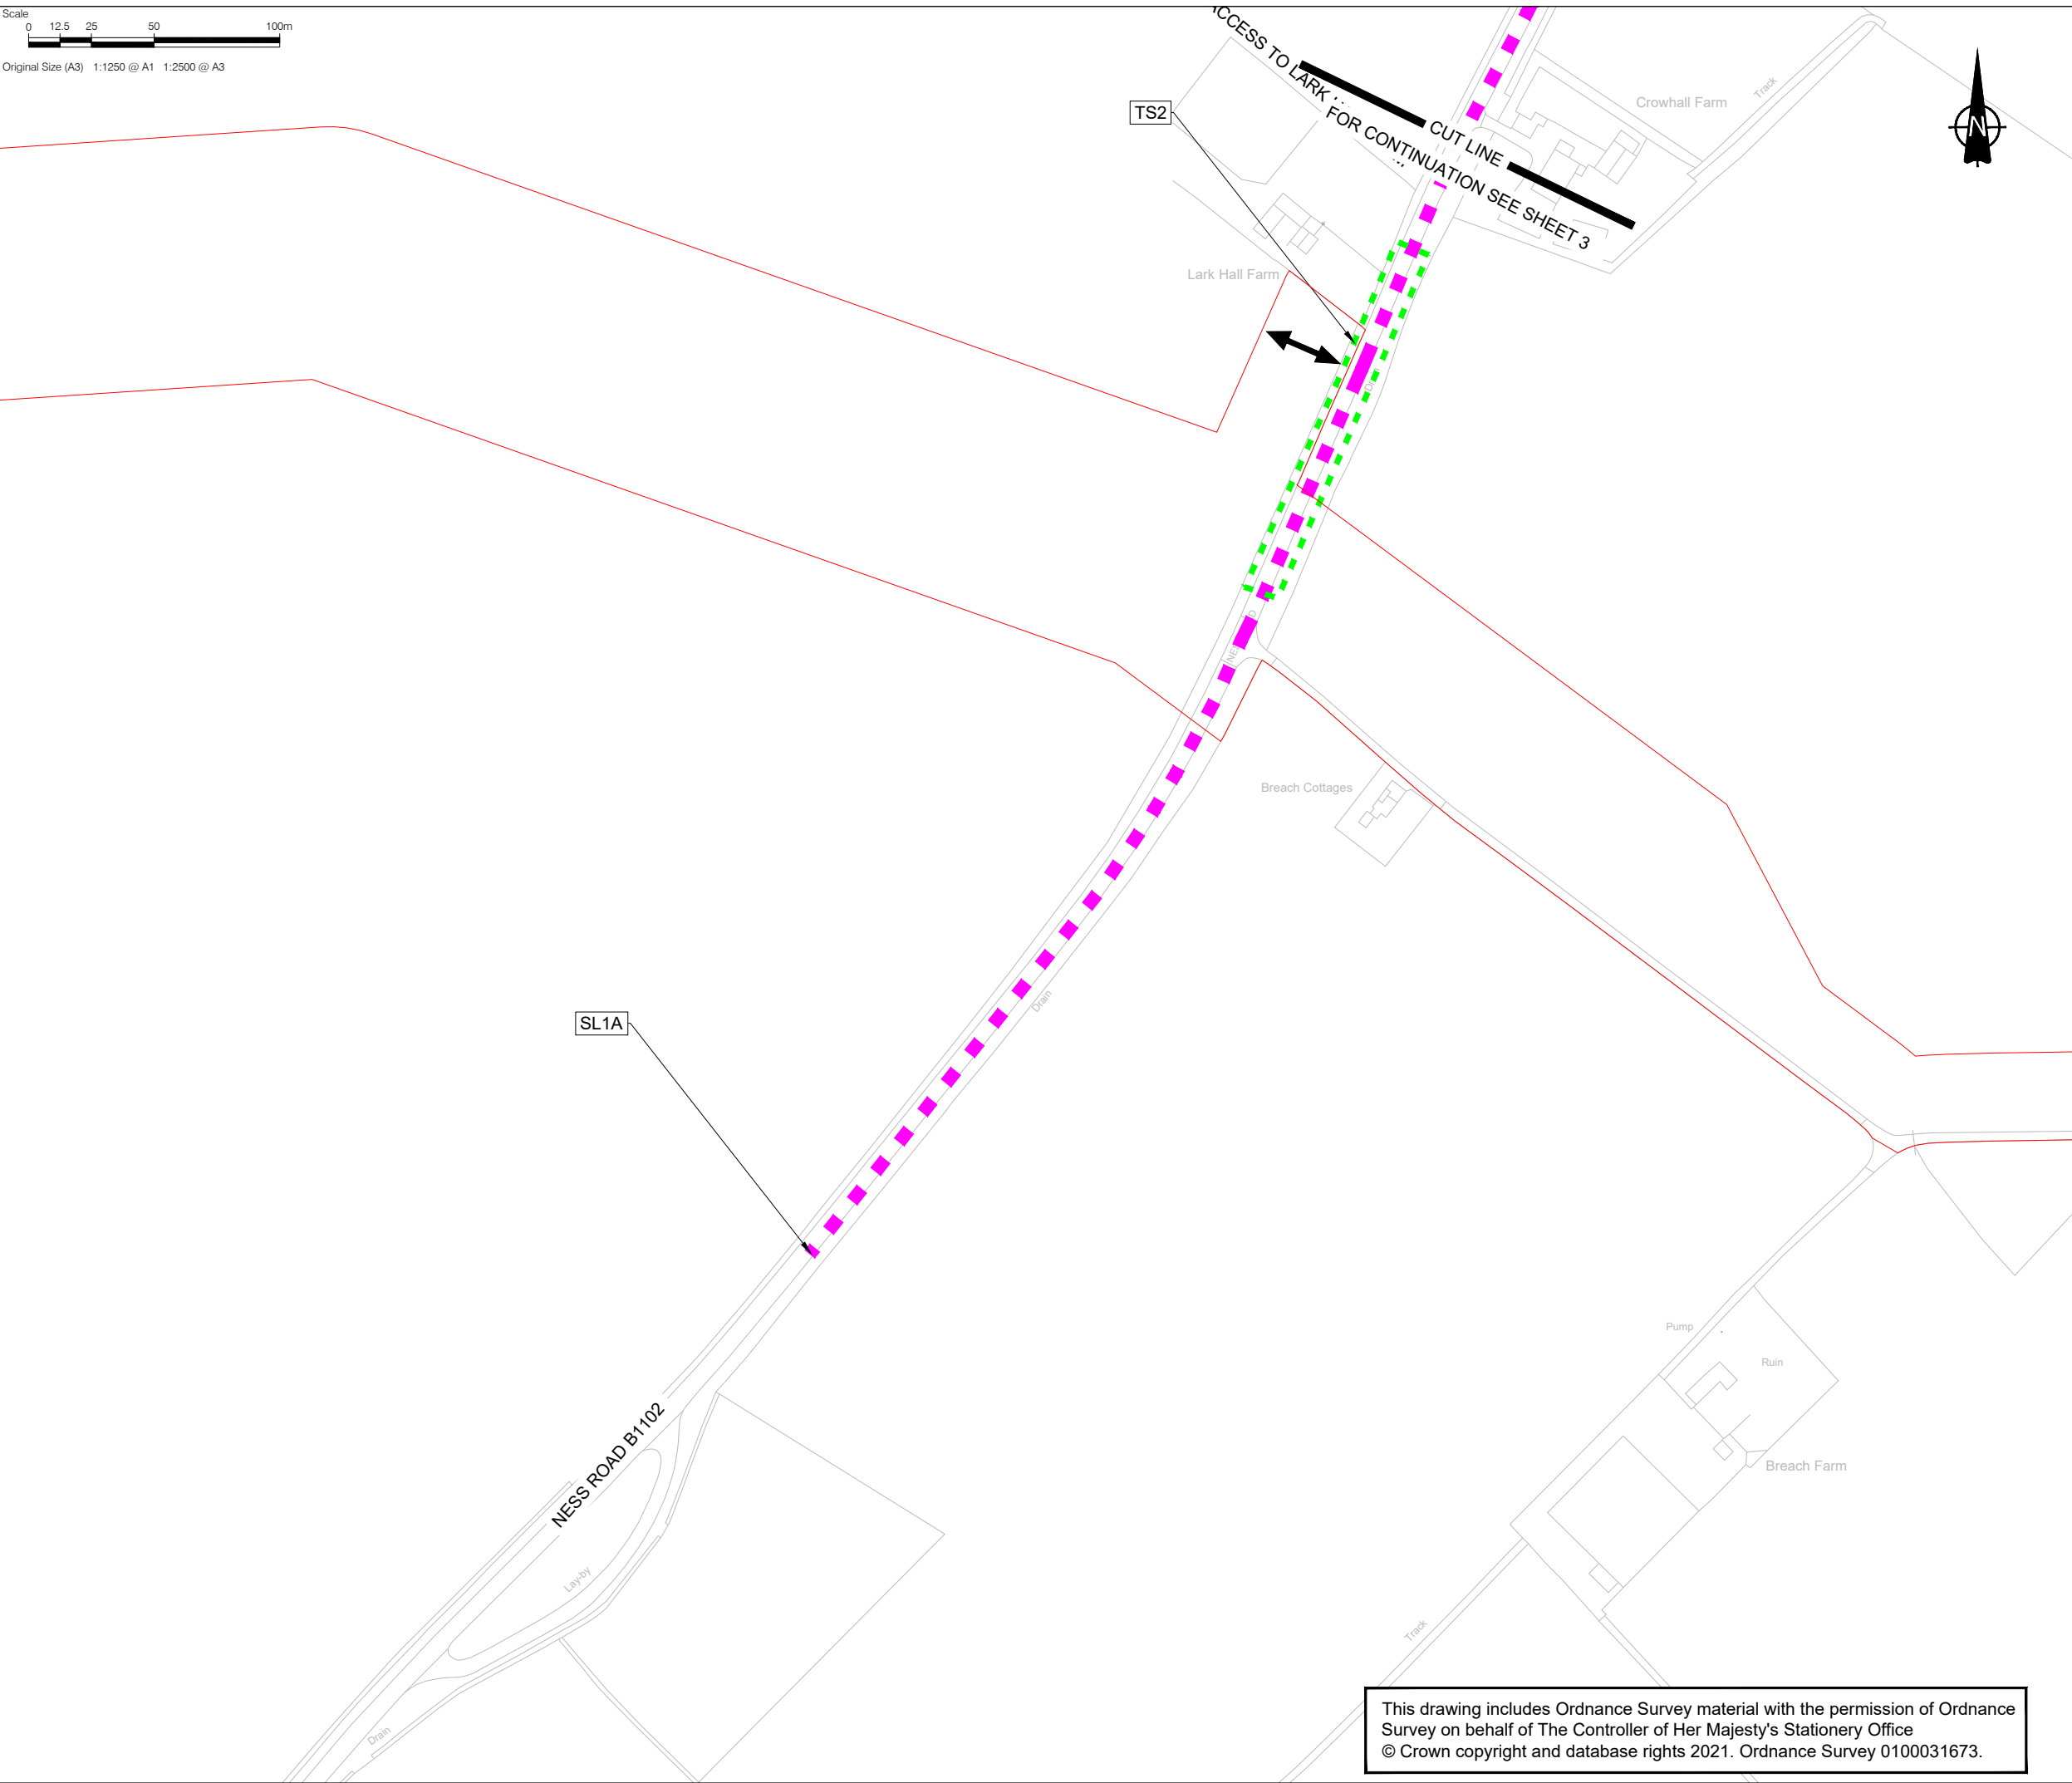 Scale
0 12.5 25 50 100m
Original Size (A3) 1:1250 @ A1 1:2500 @ A3
ACCESS TO LARK
CUT LINE
FOR CONTINUATION SEE SHEET 3
TS2
Crowhall Farm
Track
N
Lark Hall Farm
Drain
Breach Cottages
Drain
SL1A
NESS ROAD B1102
Lay-by
Drain
Pump
Ruin
Breach Farm
Track
This drawing includes Ordnance Survey material with the permission of Ordnance
Survey on behalf of The Controller of Her Majesty's Stationery Office
© Crown copyright and database rights 2021. Ordnance Survey 0100031673.